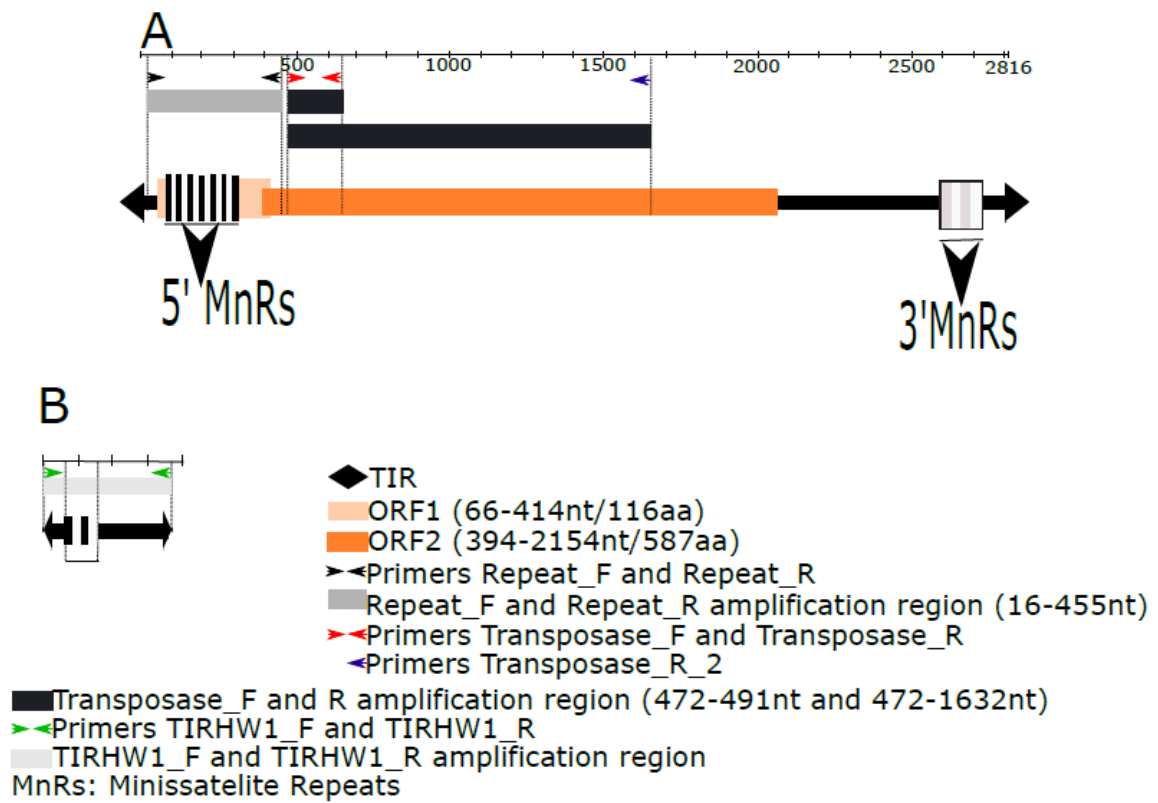 A
500
1000
1500
2000
2500
2816
5' MnRs
3'MnRs
B
TIR
ORF1 (66-414nt/116aa)
ORF2 (394-2154nt/587aa)
Primers Repeat_F and Repeat_R
Repeat_F and Repeat_R amplification region (16-455nt)
Primers Transposase_F and Transposase_R
Primers Transposase_R_2
Transposase_F and R amplification region (472-491nt and 472-1632nt)
Primers TIRHW1_F and TIRHW1_R
TIRHW1_F and TIRHW1_R amplification region
MnRs: Minissatelite Repeats